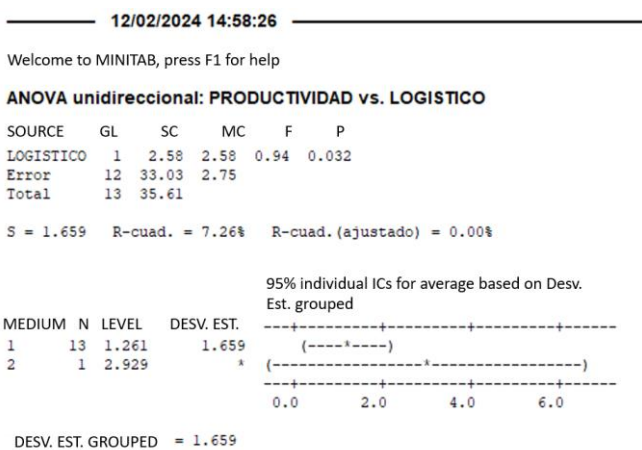 12/02/2024 14:58:26
Welcome to MINITAB, press F1 for help
ANOVA unidireccional: PRODUCTIVIDAD vs. LOGISTICO
SOURCE GL SC MC F P
LOGISTICO 1 2.58 2.58 0.94 0.032
Error 12 33.03 2.75
Total 13 35.61
S = 1.659 R-cuad. = 7.26% R-cuad.(ajustado) = 0.00%
95% individual ICs for average based on Desv.
Est. grouped
MEDIUM N LEVEL DESV. EST. ---+---------+---------+---------+------
1 13 1.261 1.659 (----*----)
2 1 2.929 * (-----------------*-----------------)
---+---------+---------+---------+------
0.0 2.0 4.0 6.0
DESV. EST. GROUPED = 1.659